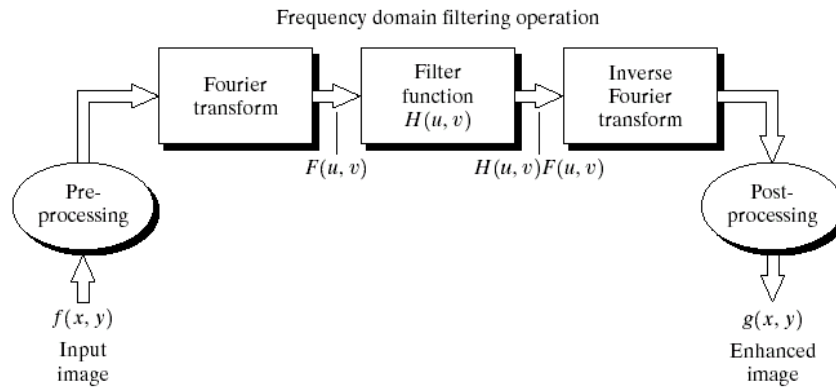 Frequency domain filtering operation
Fourier
transform
Filter
function
H(u, v)
Inverse
Fourier
transform
F(u, v)
H(u, v)F(u, v)
Pre-
processing
Post-
processing
f(x, y)
Input
image
g(x, y)
Enhanced
image